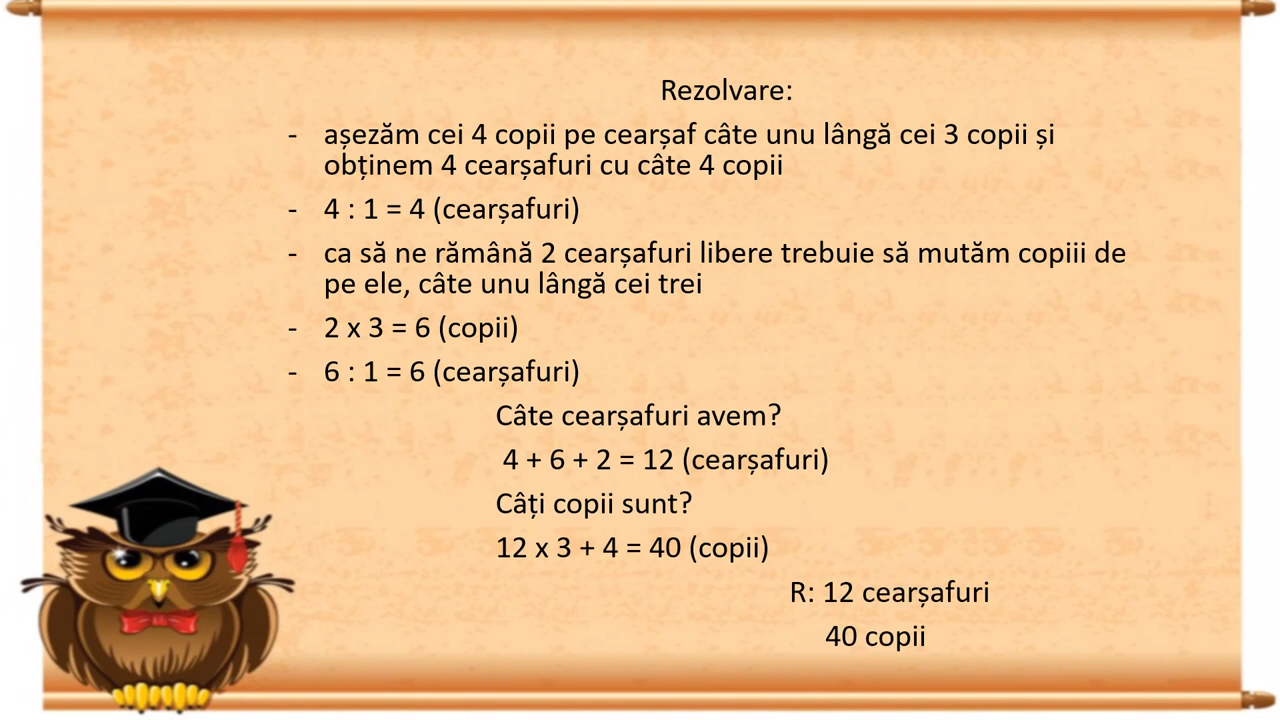 Rezolvare:
- așezăm cei 4 copii pe cearșaf câte unu lângă cei 3 copii și
obținem 4 cearșafuri cu câte 4 copii
- 4 : 1 = 4 (cearșafuri)
- ca să ne rămână 2 cearșafuri libere trebuie să mutăm copiii de
pe ele, câte unu lângă cei trei
- 2 x 3 = 6 (copii)
- 6 : 1 = 6 (cearșafuri)
Câte cearșafuri avem?
4 + 6 + 2 = 12 (cearșafuri)
Câți copii sunt?
12 x 3 + 4 = 40 (copii)
R: 12 cearșafuri
40 copii